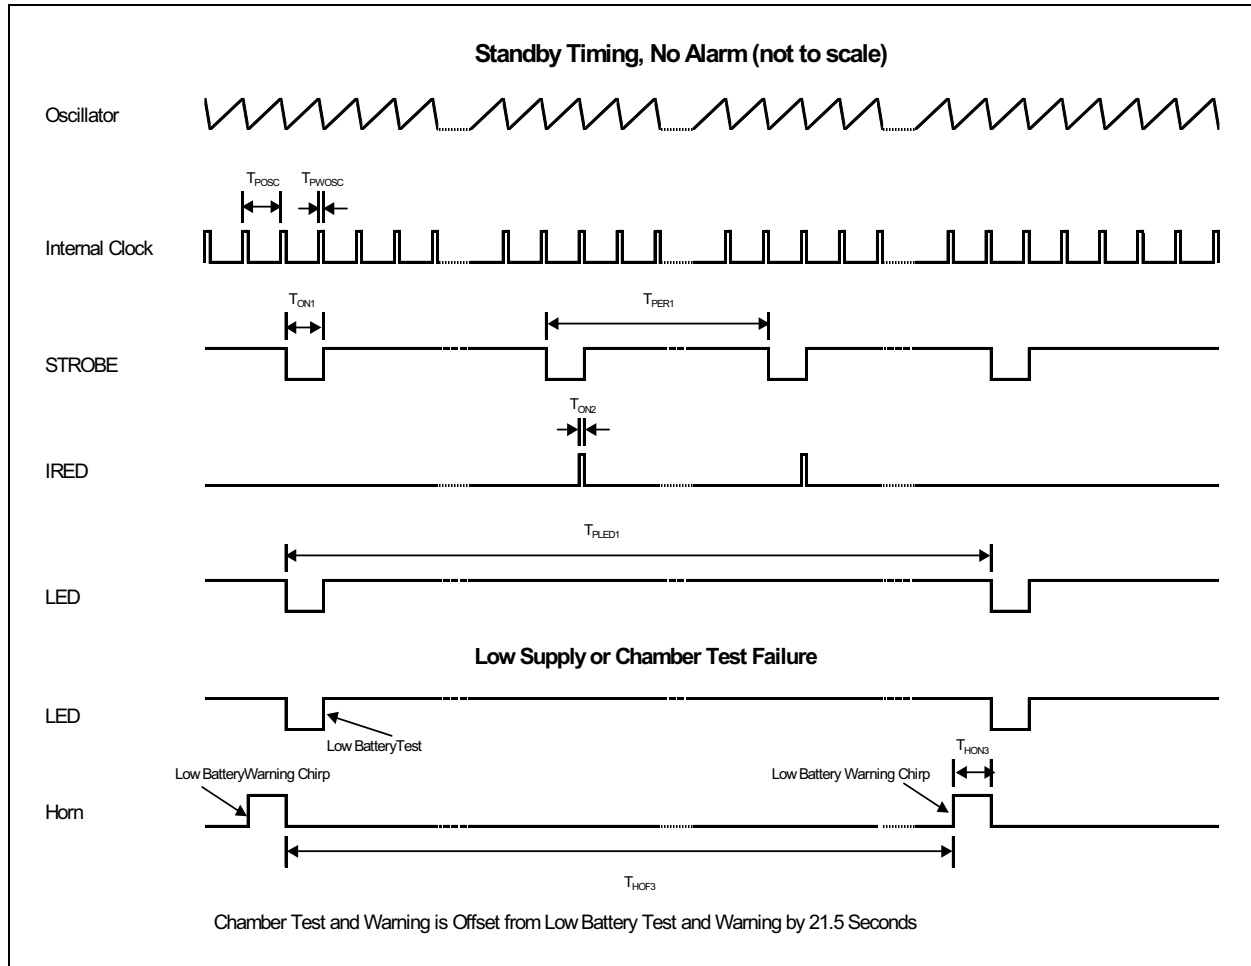 Standby Timing, No Alarm (not to scale)
Oscillator
TPOSC TPWOSC
Internal Clock
TON1 TPER1
STROBE
TON2
IRED
TPLED1
LED
Low Supply or Chamber Test Failure
LED
Low BatteryTest
THON3
Low BatteryWarning Chirp Low Battery Warning Chirp
Horn
THOF3
Chamber Test and Warning is Offset from Low Battery Test and Warning by 21.5 Seconds